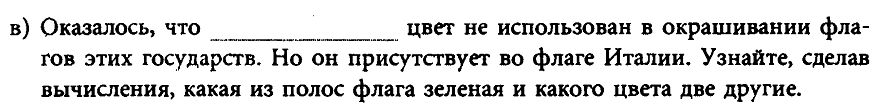 в) Оказалось, что ____________ цвет не использован в окрашивании фла-
гов этих государств. Но он присутствует во флаге Италии. Узнайте, сделав
вычисления, какая из полос флага зеленая и какого цвета две другие.